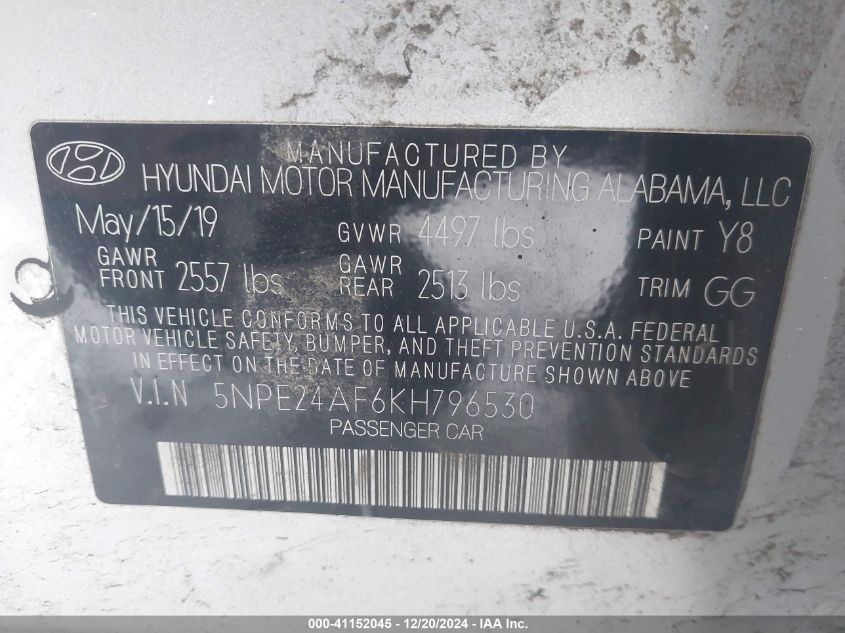 MANUFACTURED BY
HYUNDAI MOTOR MANUFACTURING ALABAMA, LLC
May/15/19 GVWR 4497 lbs PAINT Y8
GAWR FRONT 2557 lbs GAWR REAR 2513 lbs TRIM GG
THIS VEHICLE CONFORMS TO ALL APPLICABLE U.S.A. FEDERAL
MOTOR VEHICLE SAFETY, BUMPER, AND THEFT PREVENTION STANDARDS
IN EFFECT ON THE DATE OF MANUFACTURE SHOWN ABOVE
V.i.N 5NPE24AF6KH796530
PASSENGER CAR
000-41152045 - 12/20/2024 - IAA Inc.